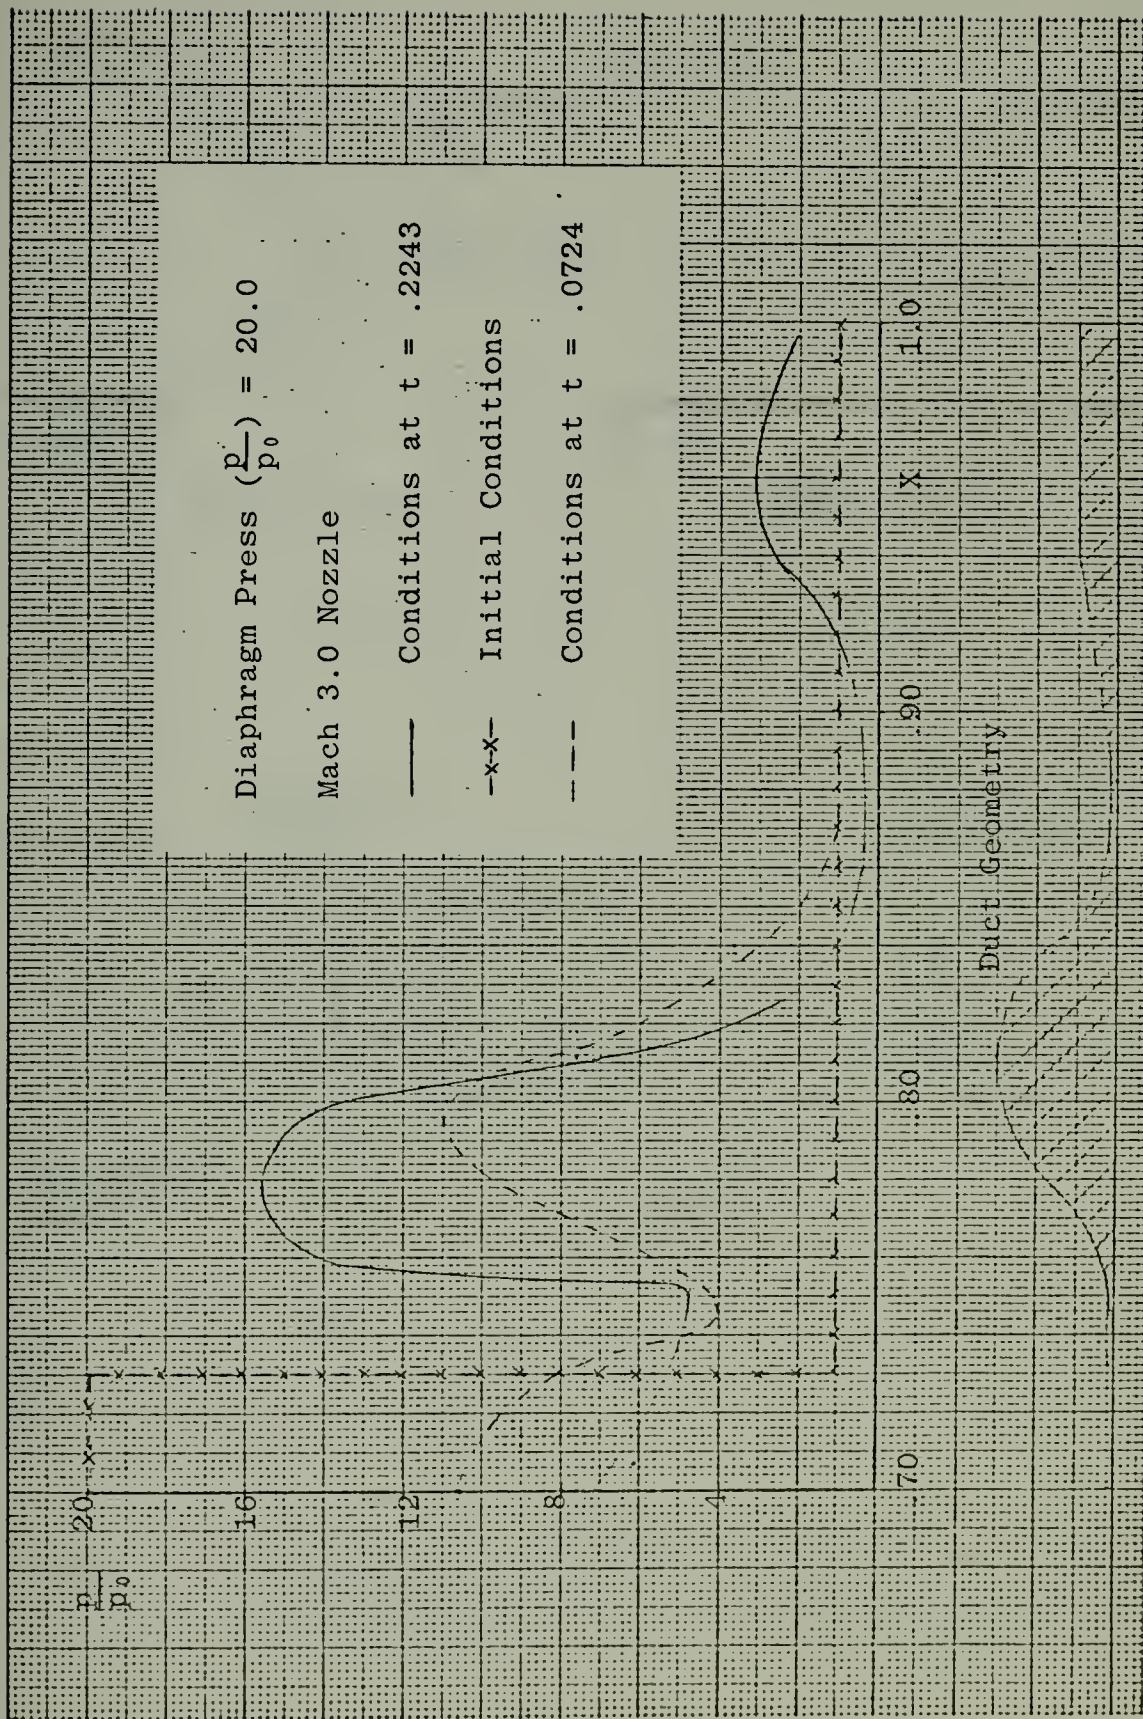 Diaphragm Press (p/p₀) = 20.0
Mach 3.0 Nozzle
Conditions at t = .2243
-x-x- Initial Conditions
Conditions at t = .0724
p/p₀
20
16
12
8
4
.70
.80
.90
X
1.0
Duct Geometry